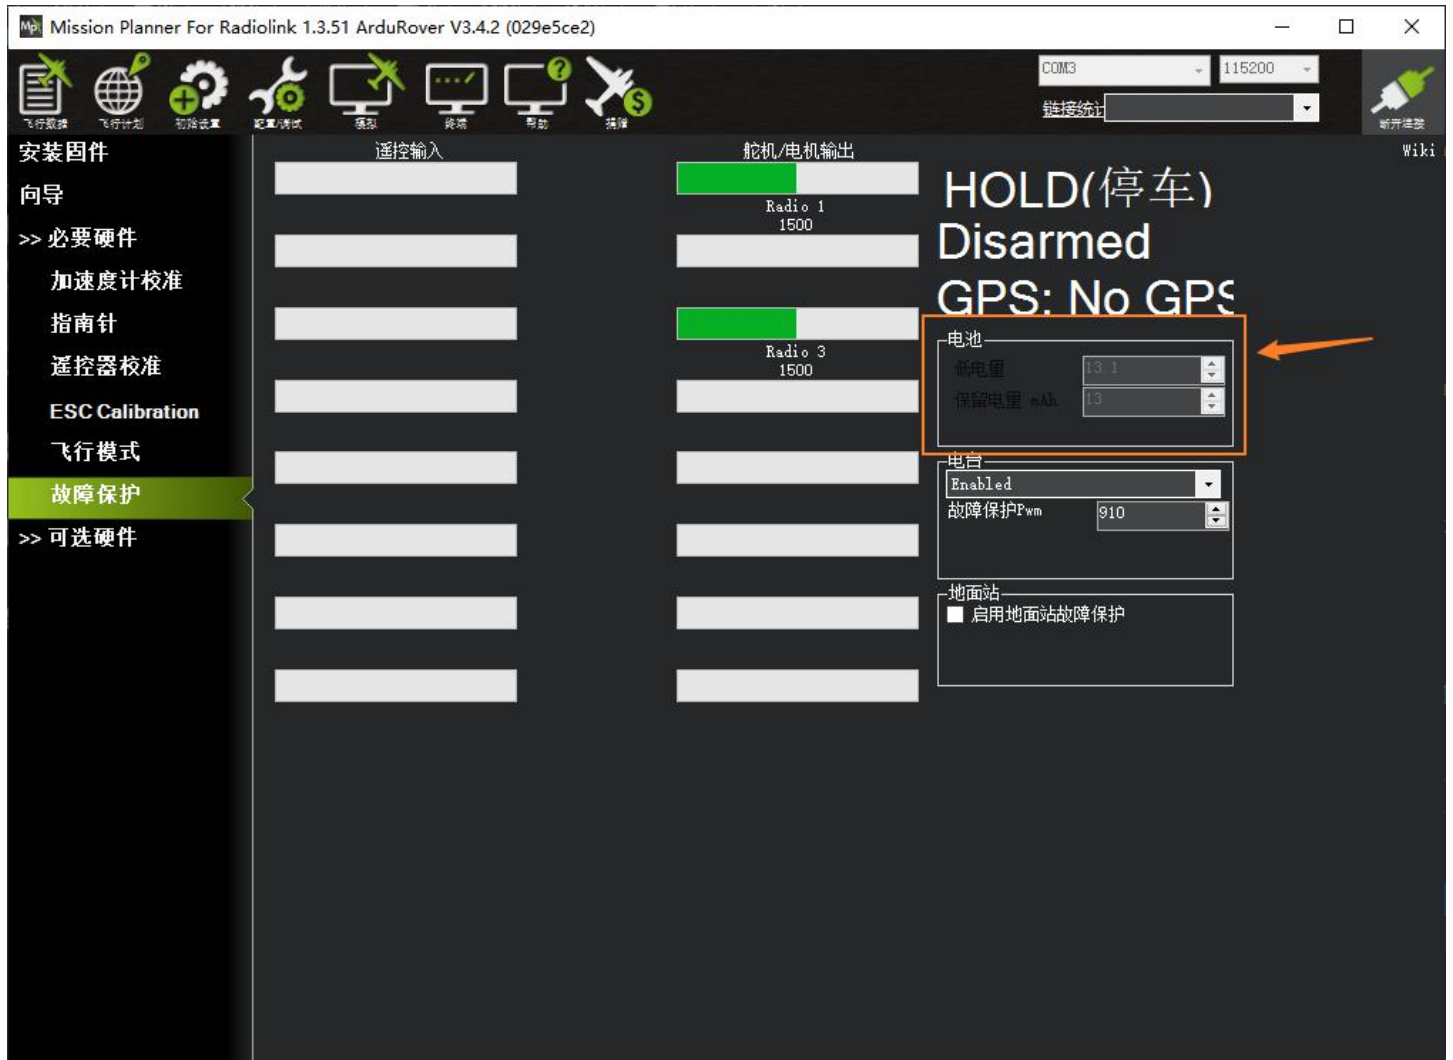 Mission Planner For Radiolink 1.3.51 ArduRover V3.4.2 (029e5ce2)
飞行数据 飞行计划 初始设置 配置/调试 模拟 终端 帮助 捐赠
COM3 115200
链接统计
断开连接
安装固件
向导
>> 必要硬件
加速度计校准
指南针
遥控器校准
ESC Calibration
飞行模式
故障保护
>> 可选硬件
遥控输入
舵机/电机输出
Radio 1
1500
Radio 3
1500
Wiki
HOLD(停车)
Disarmed
GPS: No GPS
电池
低电量 13.1
保留电量 mAh 13
电台
Enabled
故障保护Pwm 910
地面站
启用地面站故障保护